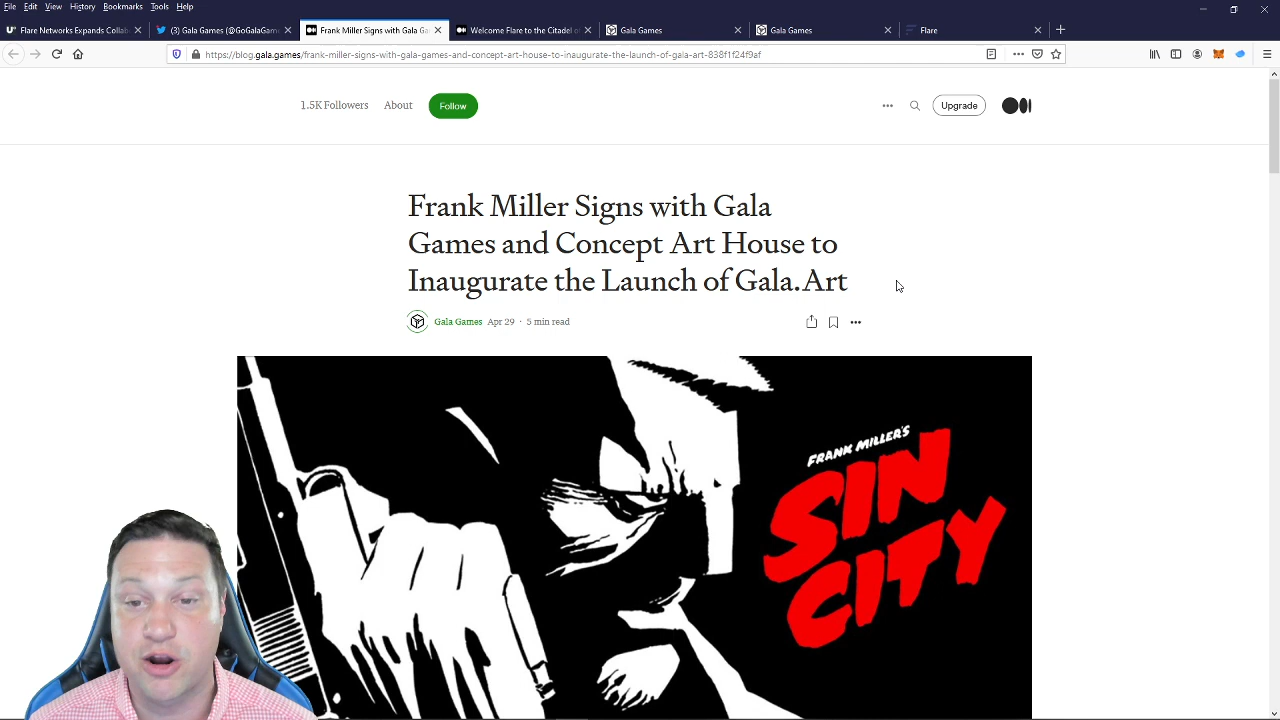 File Edit View History Bookmarks Tools Help
Flare Networks Expands Collab
(3) Gala Games (@GoGalaGam
Frank Miller Signs with Gala Ga
Welcome Flare to the Citadel o
Gala Games
Gala Games
Flare
https://blog.gala.games/frank-miller-signs-with-gala-games-and-concept-art-house-to-inaugurate-the-launch-of-gala-art-838f1f24f9af
1.5K Followers About Follow
Upgrade
Frank Miller Signs with Gala
Games and Concept Art House to
Inaugurate the Launch of Gala.Art
Gala Games Apr 29 · 5 min read
FRANK MILLER'S
SIN
CITY